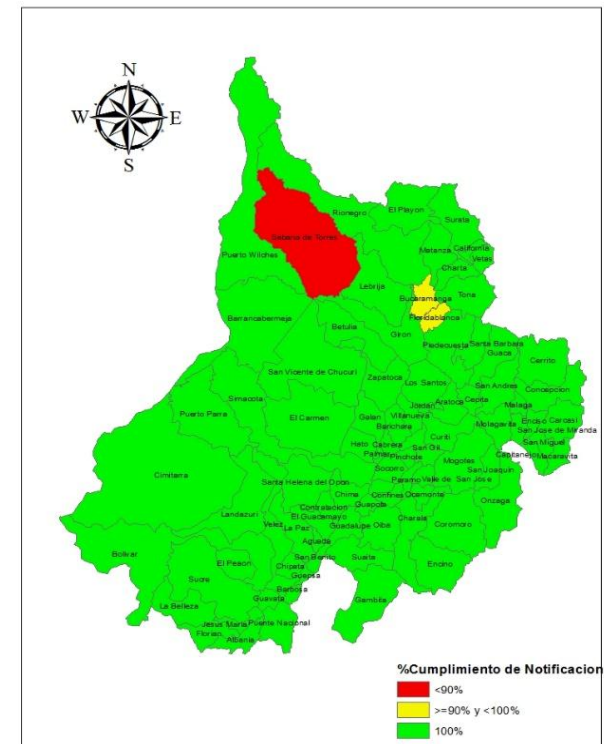 N
W E
S
Rionegro
El Playon
Surata
Sabana de Torres
Matanza California
Vetas
Puerto Wilches
Charta
Lebrija
Bucaramanga
Tona
Barrancabermeja
Floridablanca
Betulia
Giron
Piedecuesta Santa Barbara
Guaca
Cerrito
San Vicente de Chucuri
Zapatoca
Los Santos
San Andres
Concepcion
Simacota
Jordan Aratoca Cepita Malaga
Puerto Parra
El Carmen
Galan Villanueva
Molagavita Enciso Carcasi
Barichara
San Jose de Miranda
Curiti
Hato Cabrera
San Gil
San Miguel
Palmar Pinchote
Mogotes
Capitanejo Macaravita
Socorro
San Joaquin
Cimitarra
Santa Helena del Opon
Paramo Valle de San Jose
Chima Confines Ocamonte
Onzaga
Contratacion Guapota
Landazuri
El Guacamayo
Charala
Velez La Paz
Guadalupe Oiba
Coromoro
Aguada
Bolivar
San Benito Suaita
El Penon
Chipata
Encino
Sucre
Guepsa
Barbosa
Guavata
La Belleza
Gambita
Jesus Maria Puente Nacional
Florian
Albania
%Cumplimiento de Notificacion
<90%
>=90% y <100%
100%